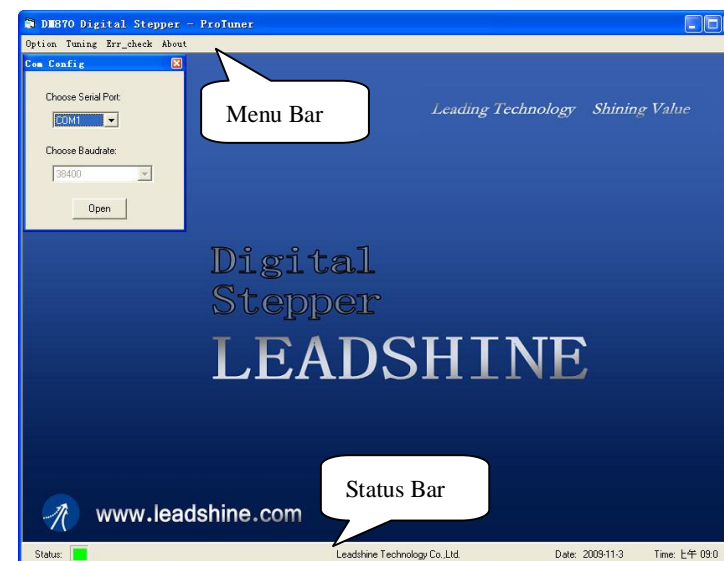 DM870 Digital Stepper - ProTuner
Option Tuning Err_check About
Com Config
Choose Serial Port:
COM1
Choose Baudrate:
38400
Open
Menu Bar
Leading Technology Shining Value
Digital
Stepper
LEADSHINE
Status Bar
www.leadshine.com
Status:
Leadshine Technology Co.,Ltd.
Date: 2009-11-3
Time: 上午 09:0